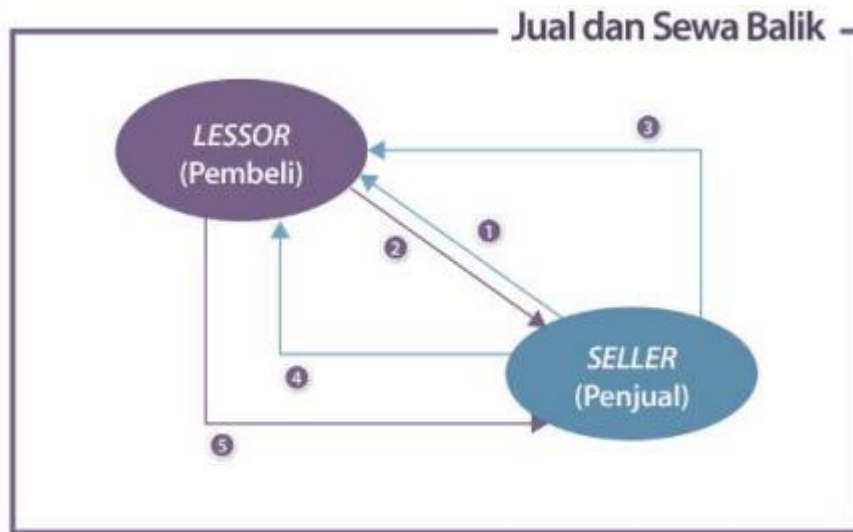 Jual dan Sewa Balik
LESSOR
(Pembeli)
3
1
2
SELLER
(Penjual)
4
5